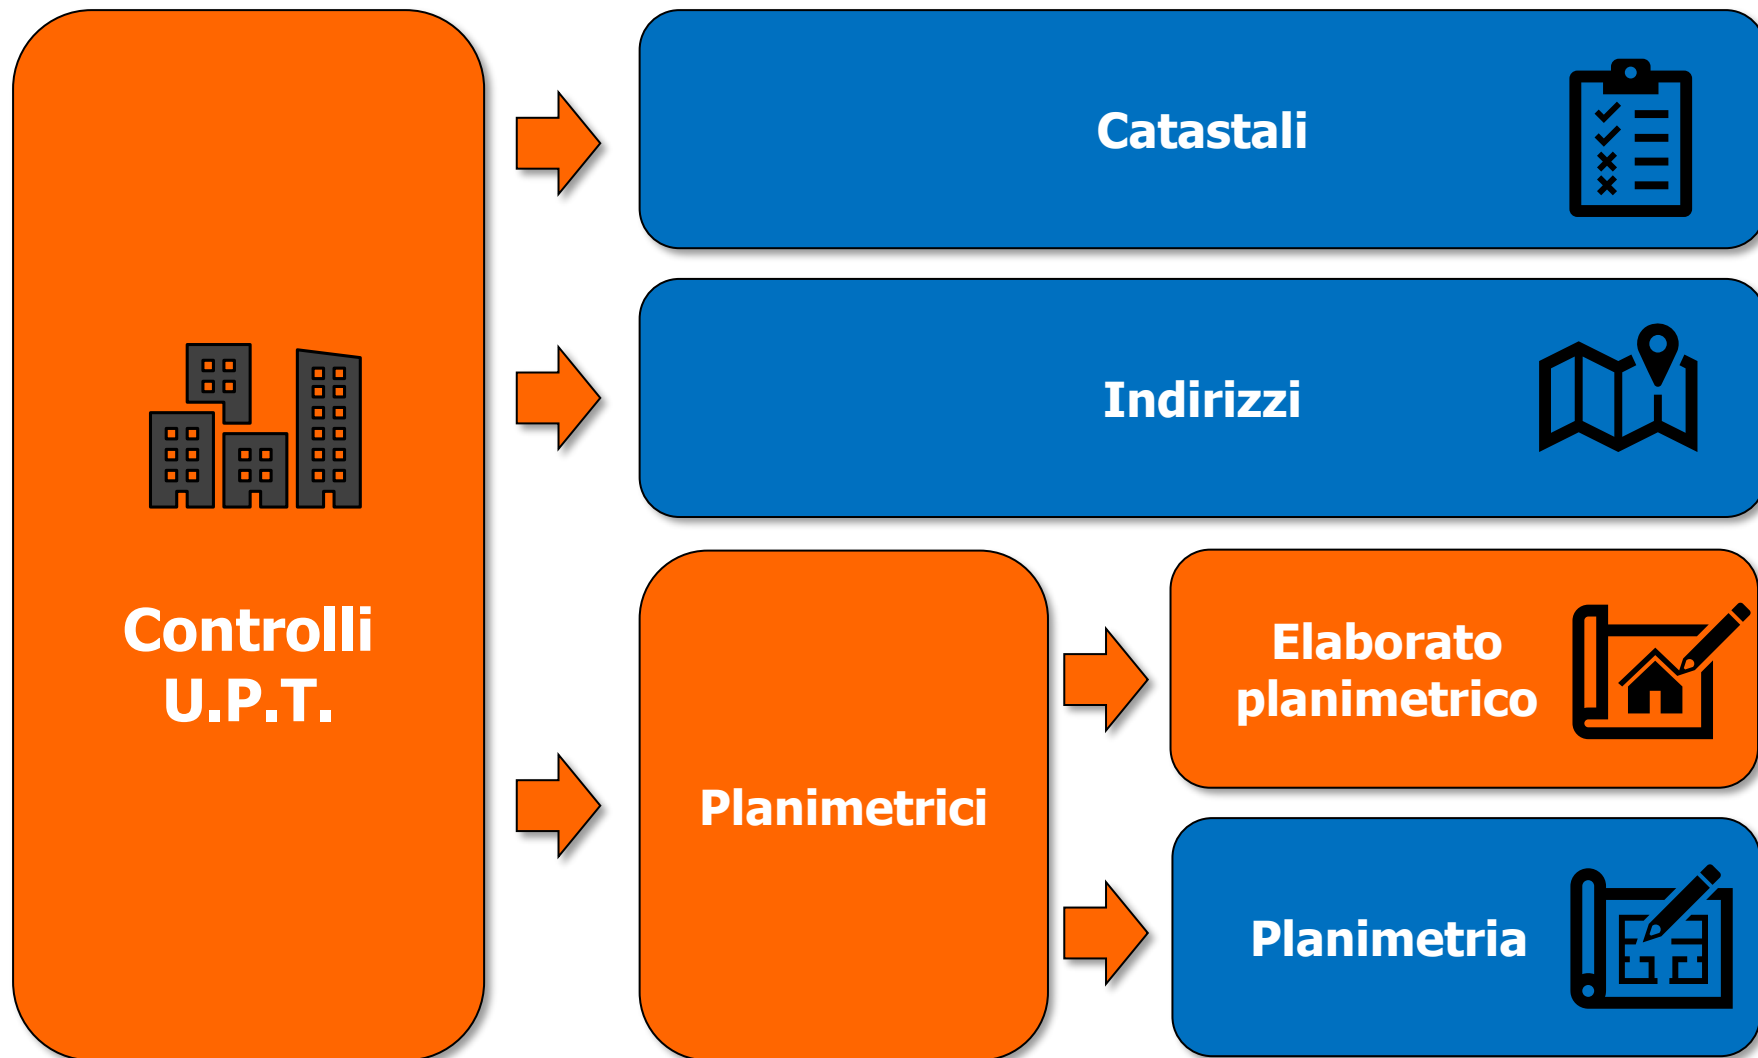 Catastali
Indirizzi
Controlli
U.P.T.
Planimetrici
Elaborato
planimetrico
Planimetria